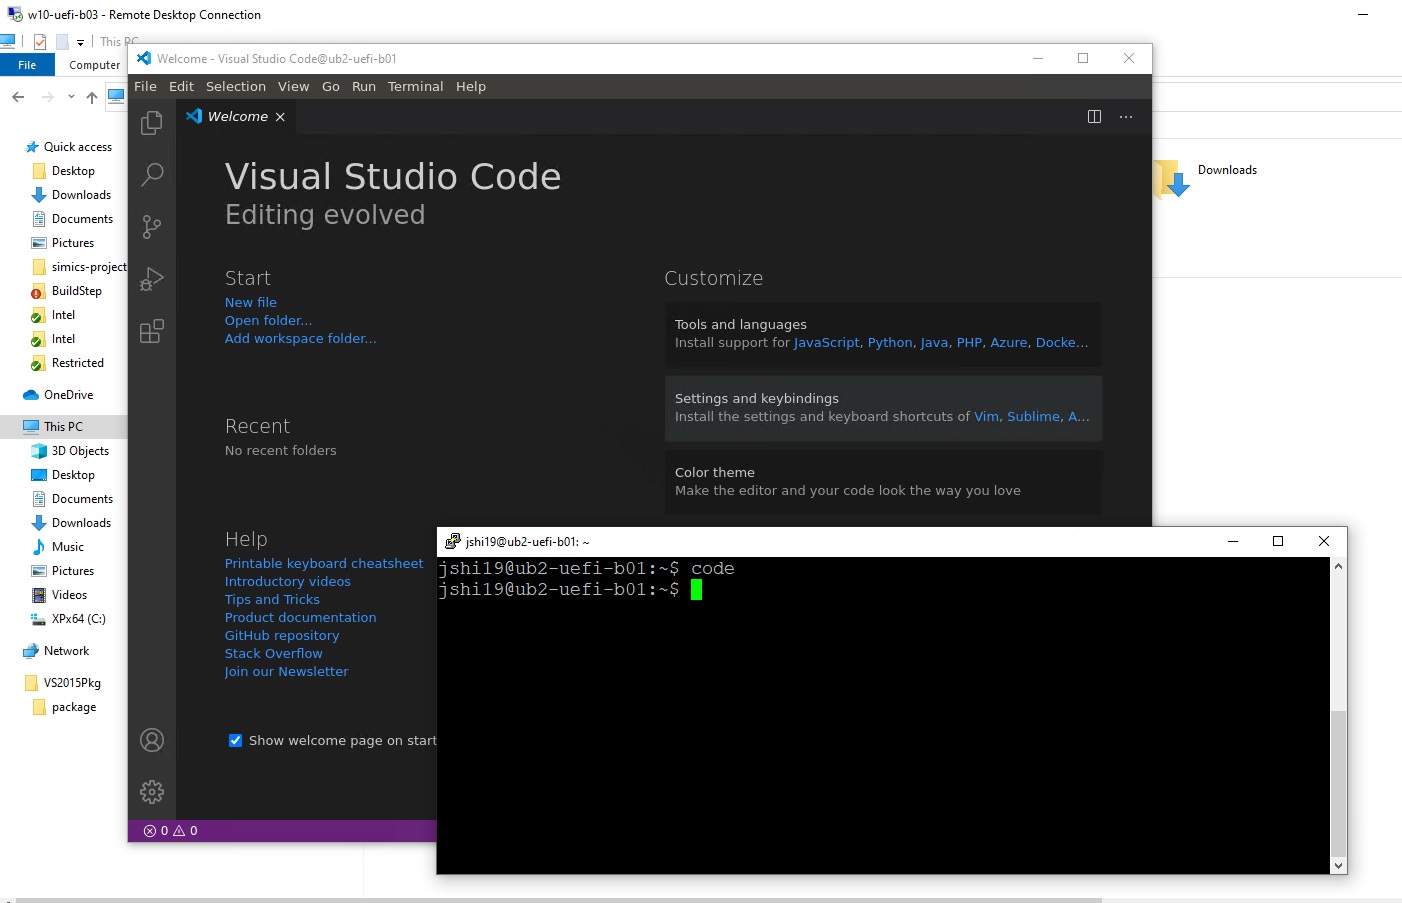 w10-uefi-b03 - Remote Desktop Connection
This PC
File
Computer
Quick access
Desktop
Downloads
Documents
Pictures
simics-project
BuildStep
Intel
Intel
Restricted
OneDrive
This PC
3D Objects
Desktop
Documents
Downloads
Music
Pictures
Videos
XPx64 (C:)
Network
VS2015Pkg
package
Downloads
Welcome - Visual Studio Code@ub2-uefi-b01
File Edit Selection View Go Run Terminal Help
Welcome
Visual Studio Code
Editing evolved
Start
New file
Open folder...
Add workspace folder...
Recent
No recent folders
Help
Printable keyboard cheatsheet
Introductory videos
Tips and Tricks
Product documentation
GitHub repository
Stack Overflow
Join our Newsletter
Show welcome page on start
Customize
Tools and languages
Install support for JavaScript, Python, Java, PHP, Azure, Docke...
Settings and keybindings
Install the settings and keyboard shortcuts of Vim, Sublime, A...
Color theme
Make the editor and your code look the way you love
0 0
jshi19@ub2-uefi-b01: ~
jshi19@ub2-uefi-b01:~$ code
jshi19@ub2-uefi-b01:~$